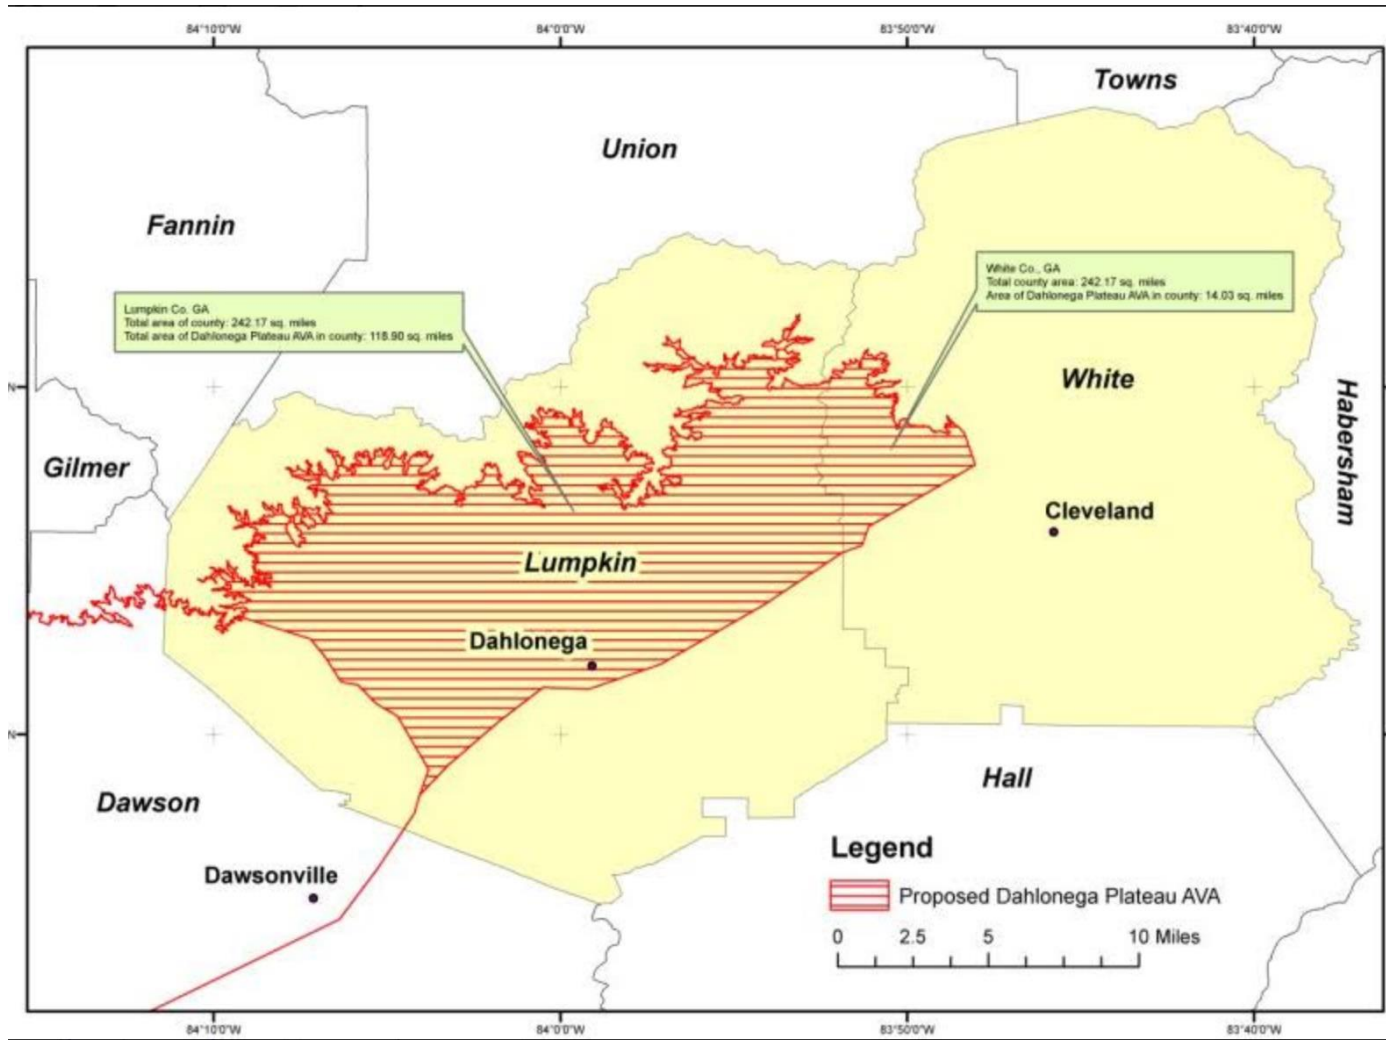 84°10'0"W 84°0'0"W 83°50'0"W 83°40'0"W
Towns
Union
Fannin
White Co., GA
Total county area: 242.17 sq. miles
Area of Dahlonega Plateau AVA in county: 14.03 sq. miles
Lumpkin Co. GA
Total area of county: 242.17 sq. miles
Total area of Dahlonega Plateau AVA in county: 118.90 sq. miles
White
Habersham
Gilmer
Cleveland
Lumpkin
Dahlonega
Hall
Dawson
Legend
Dawsonville
Proposed Dahlonega Plateau AVA
0 2.5 5 10 Miles
84°10'0"W 84°0'0"W 83°50'0"W 83°40'0"W